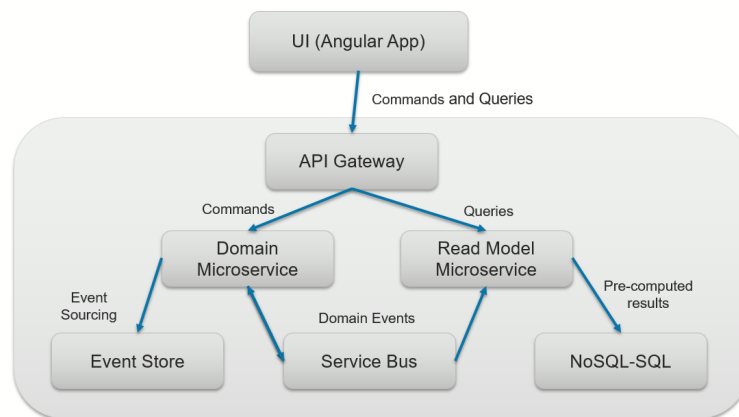 UI (Angular App)
Commands and Queries
API Gateway
Commands
Queries
Domain
Microservice
Read Model
Microservice
Event
Sourcing
Domain Events
Pre-computed
results
Event Store
Service Bus
NoSQL-SQL